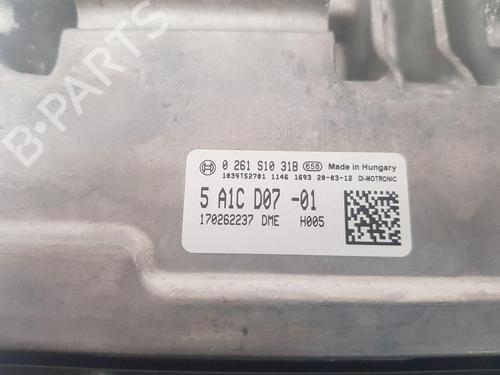 B-PARTS
0 261 S10 31B 658 Made in Hungary
1039T52701 1146 1693 20-03-12 DI-MOTRONIC
5 A1C D07 -01
170262237 DME H005